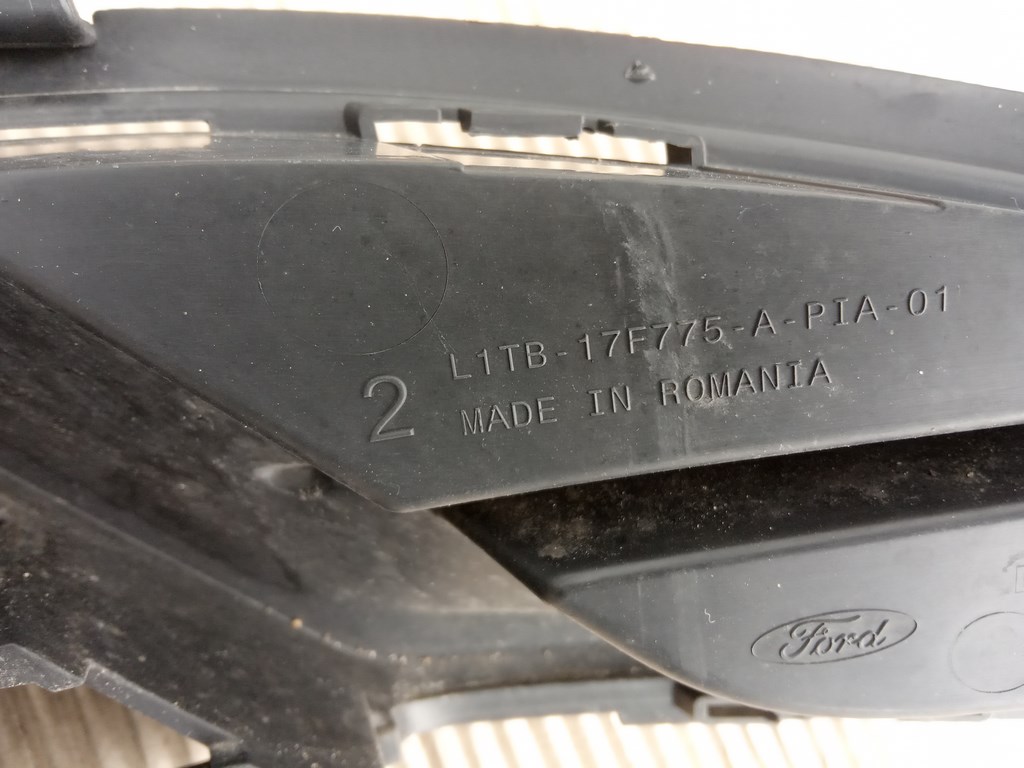 L1TB-17F775-A-PIA-01
2
MADE IN ROMANIA
Ford